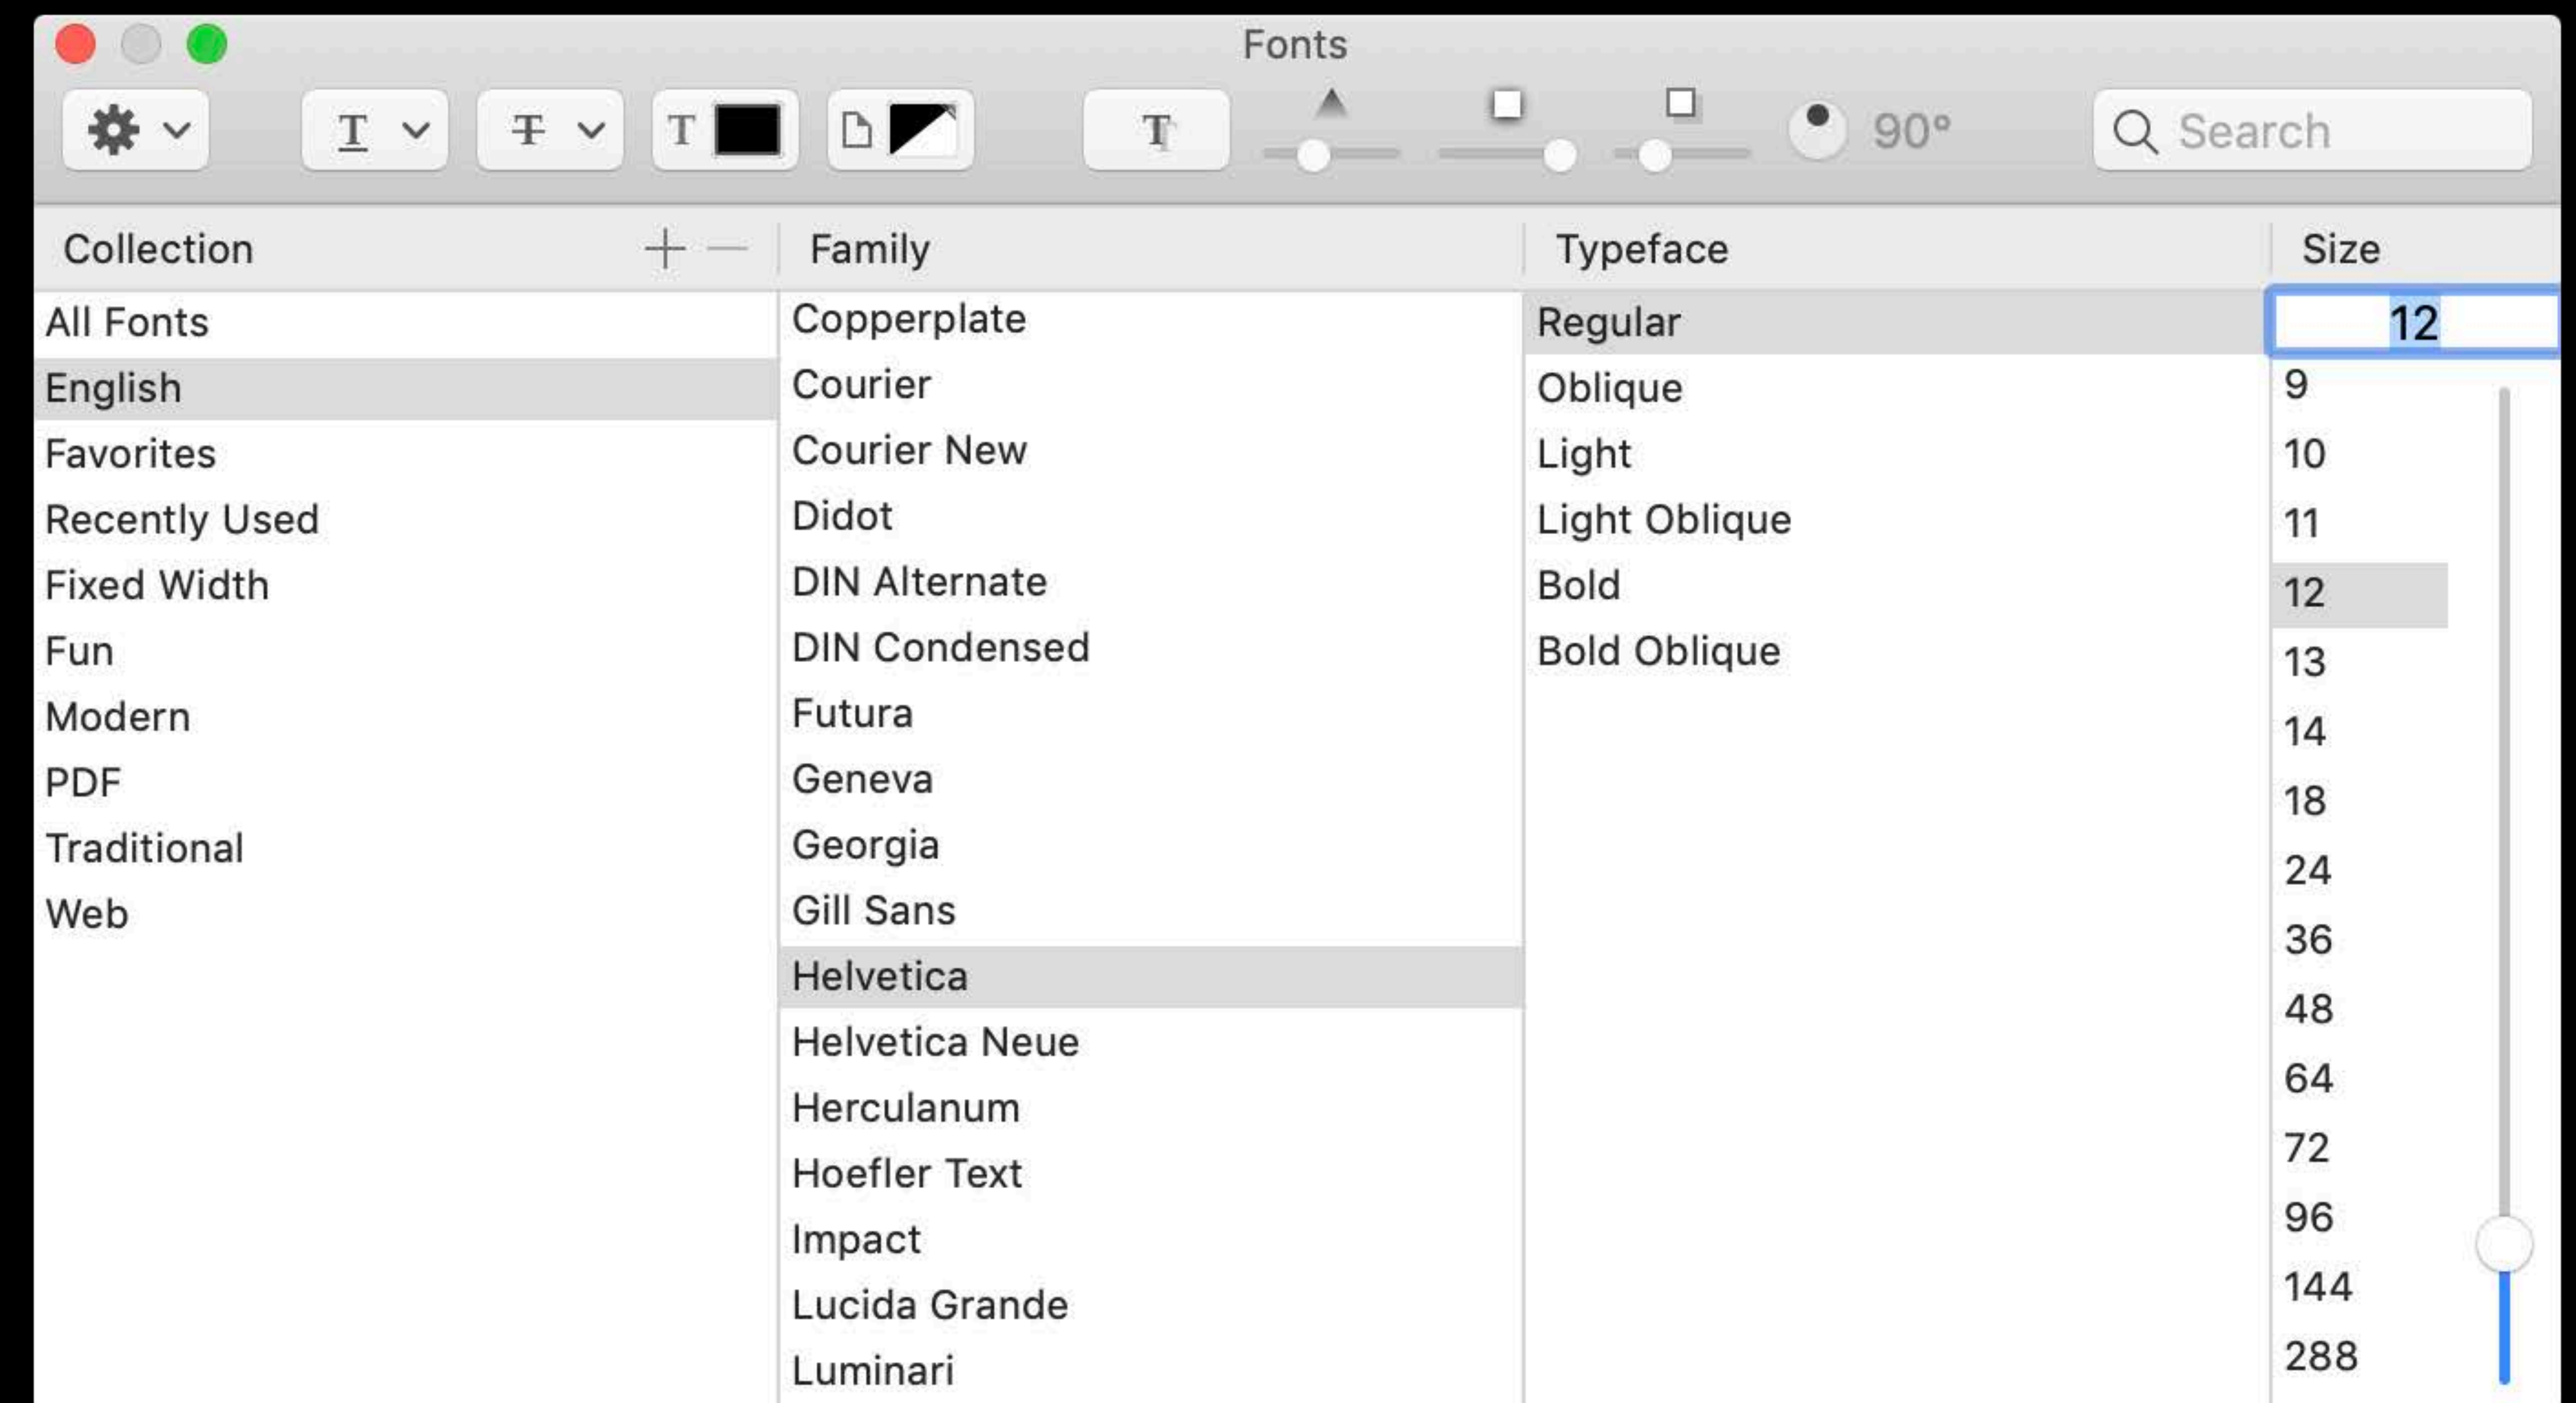 Fonts
T
T
T
T
90°
Search
Collection
Family
Typeface
Size
All Fonts
English
Favorites
Recently Used
Fixed Width
Fun
Modern
PDF
Traditional
Web
Copperplate
Courier
Courier New
Didot
DIN Alternate
DIN Condensed
Futura
Geneva
Georgia
Gill Sans
Helvetica
Helvetica Neue
Herculanum
Hoefler Text
Impact
Lucida Grande
Luminari
Regular
Oblique
Light
Light Oblique
Bold
Bold Oblique
12
9
10
11
12
13
14
18
24
36
48
64
72
96
144
288